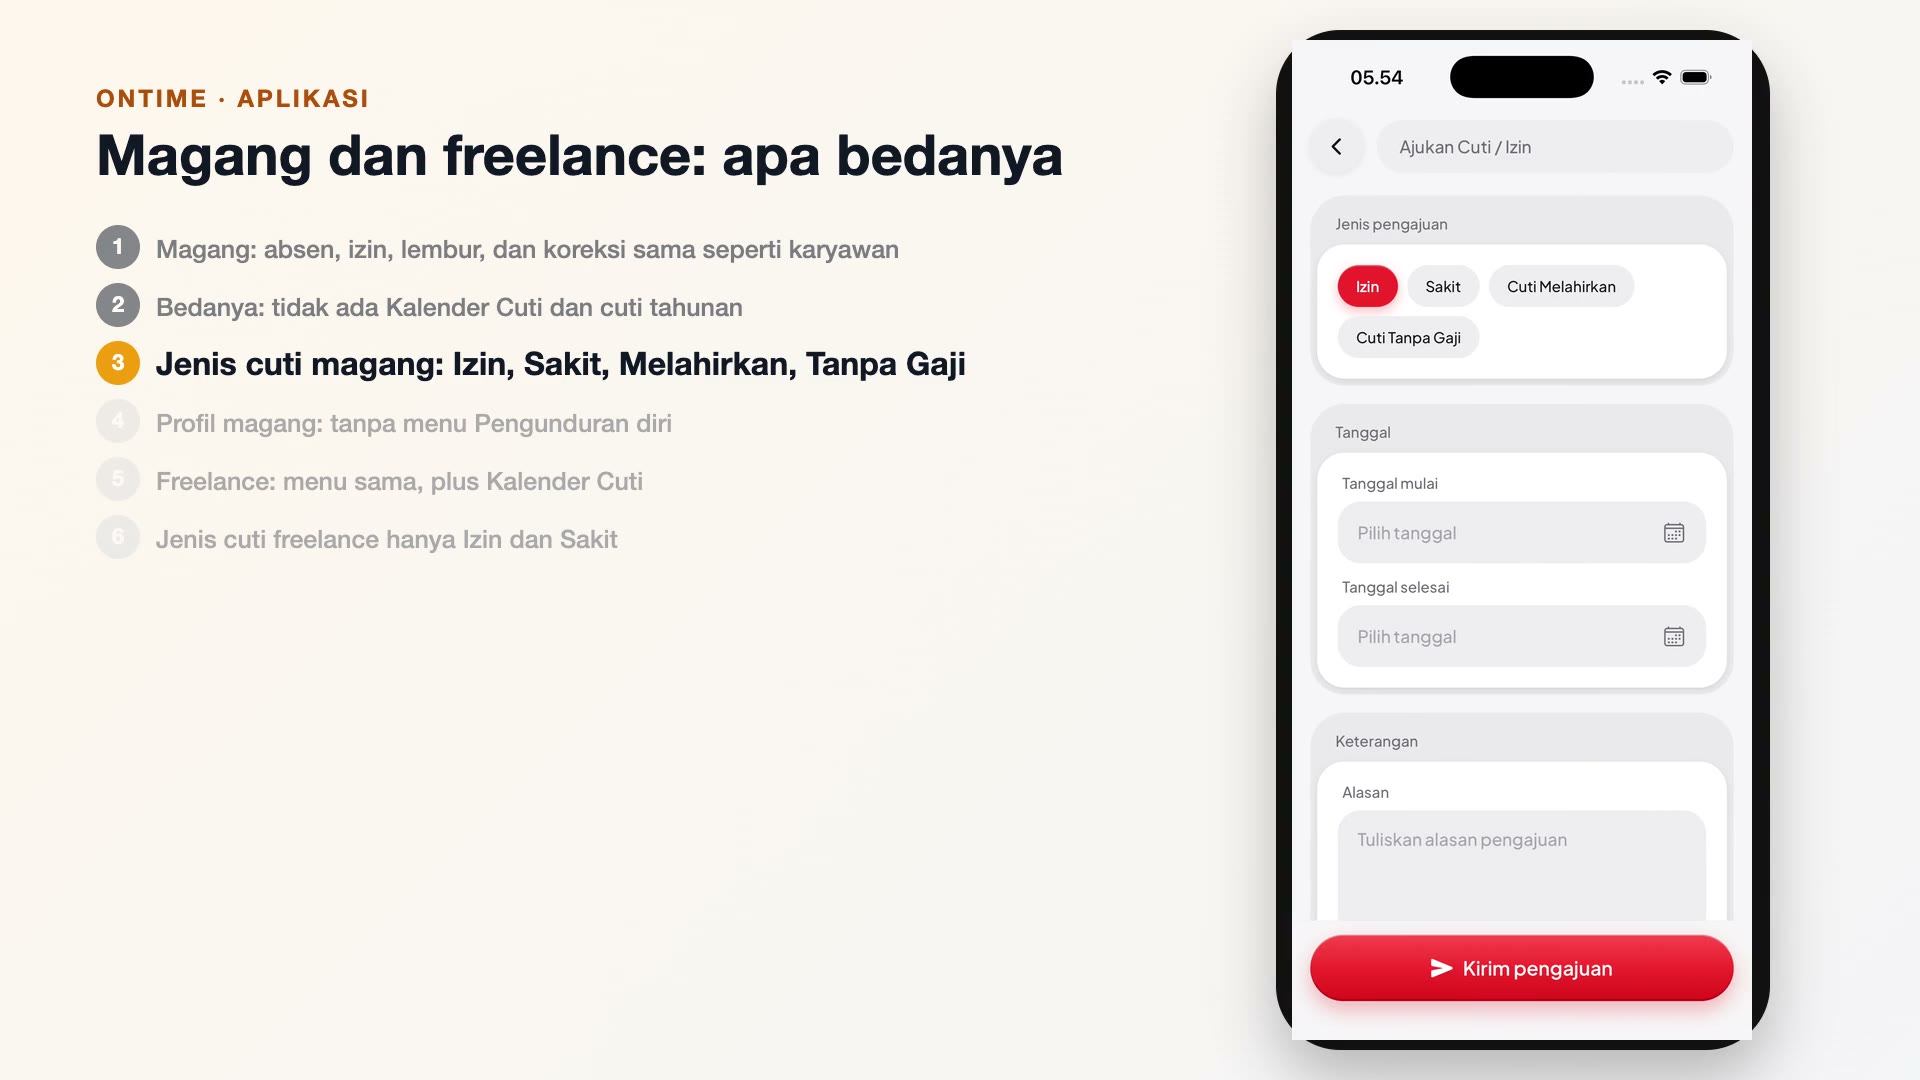 ONTIME · APLIKASI
Magang dan freelance: apa bedanya
1 Magang: absen, izin, lembur, dan koreksi sama seperti karyawan
2 Bedanya: tidak ada Kalender Cuti dan cuti tahunan
3 Jenis cuti magang: Izin, Sakit, Melahirkan, Tanpa Gaji
4 Profil magang: tanpa menu Pengunduran diri
5 Freelance: menu sama, plus Kalender Cuti
6 Jenis cuti freelance hanya Izin dan Sakit
05.54
Ajukan Cuti / Izin
Jenis pengajuan
Izin Sakit Cuti Melahirkan
Cuti Tanpa Gaji
Tanggal
Tanggal mulai
Pilih tanggal
Tanggal selesai
Pilih tanggal
Keterangan
Alasan
Tuliskan alasan pengajuan
Kirim pengajuan